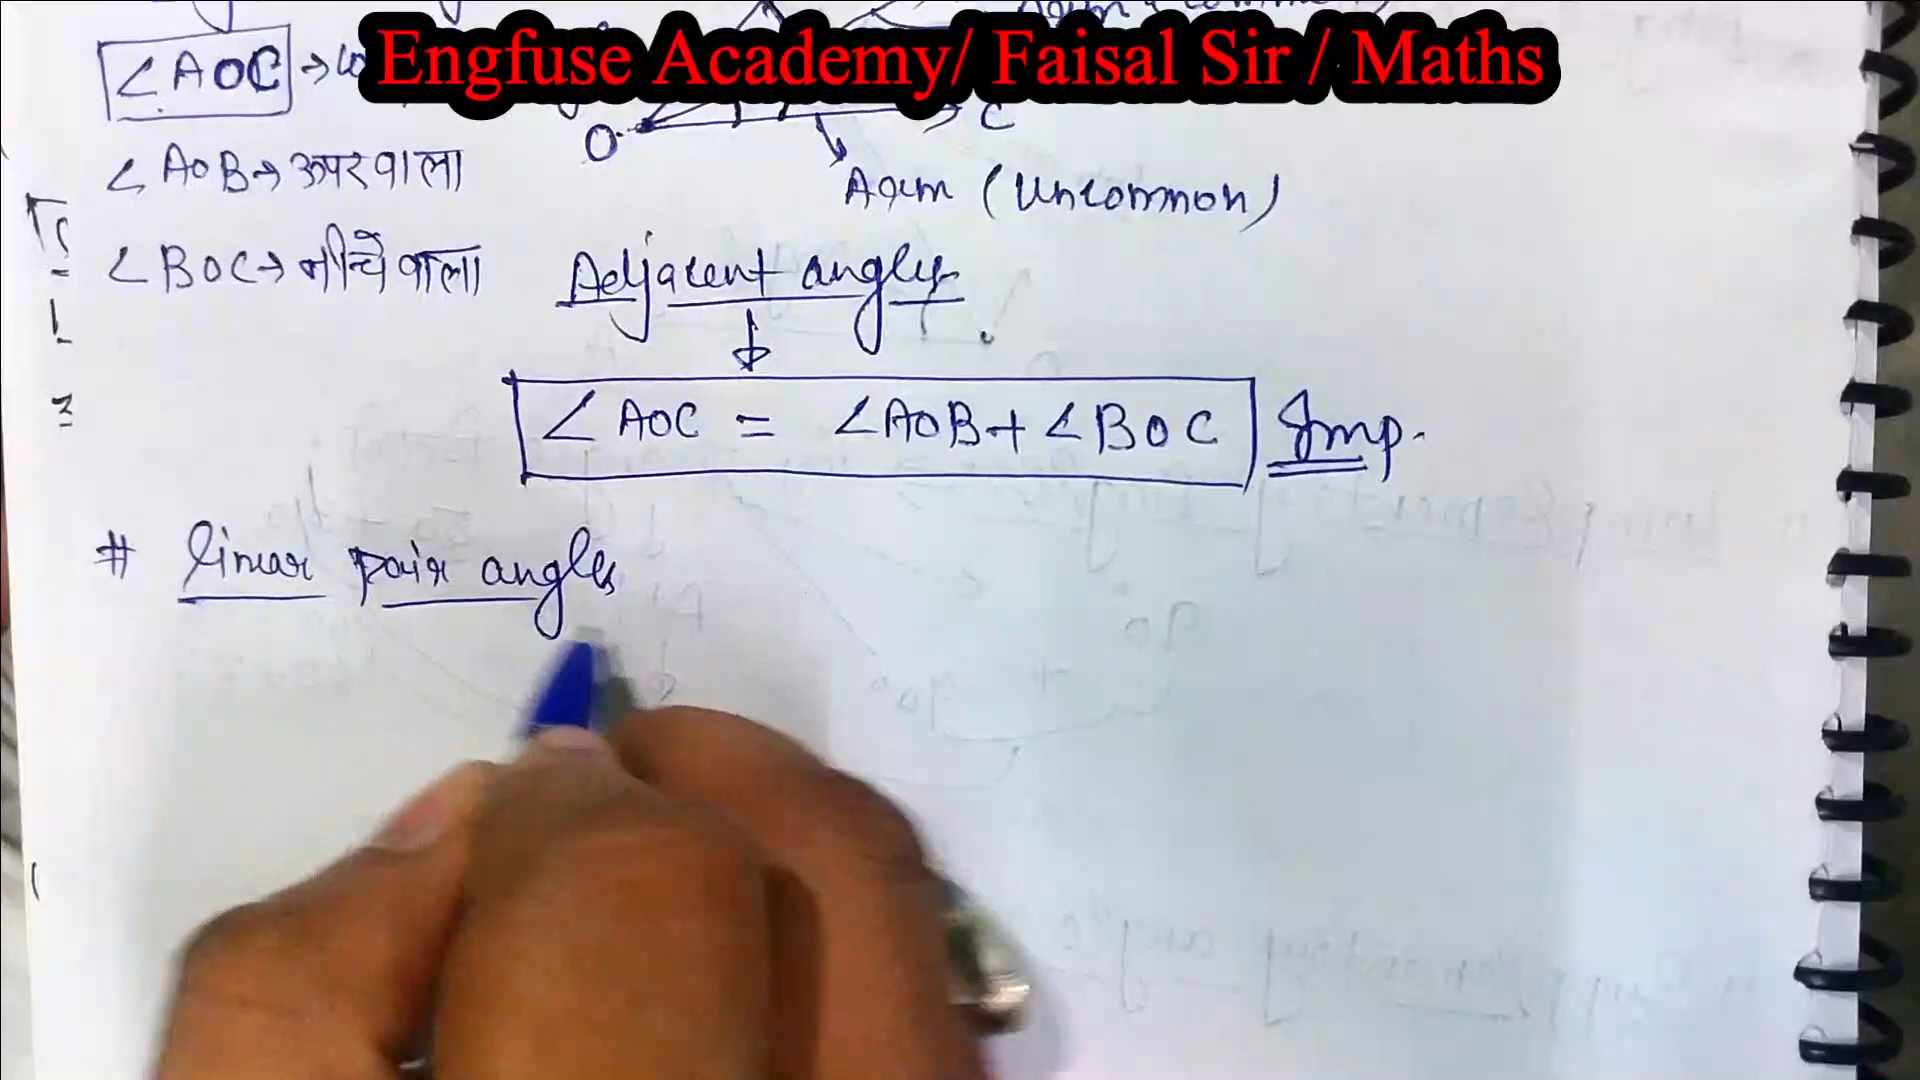 Engfuse Academy/ Faisal Sir / Maths
∠AOC →
O C
∠AOB → ऊपर वाला
Arm (Uncommon)
∠BOC → नीचे वाला
Adjacent angles
∠AOC = ∠AOB + ∠BOC Imp.
# linear pair angles